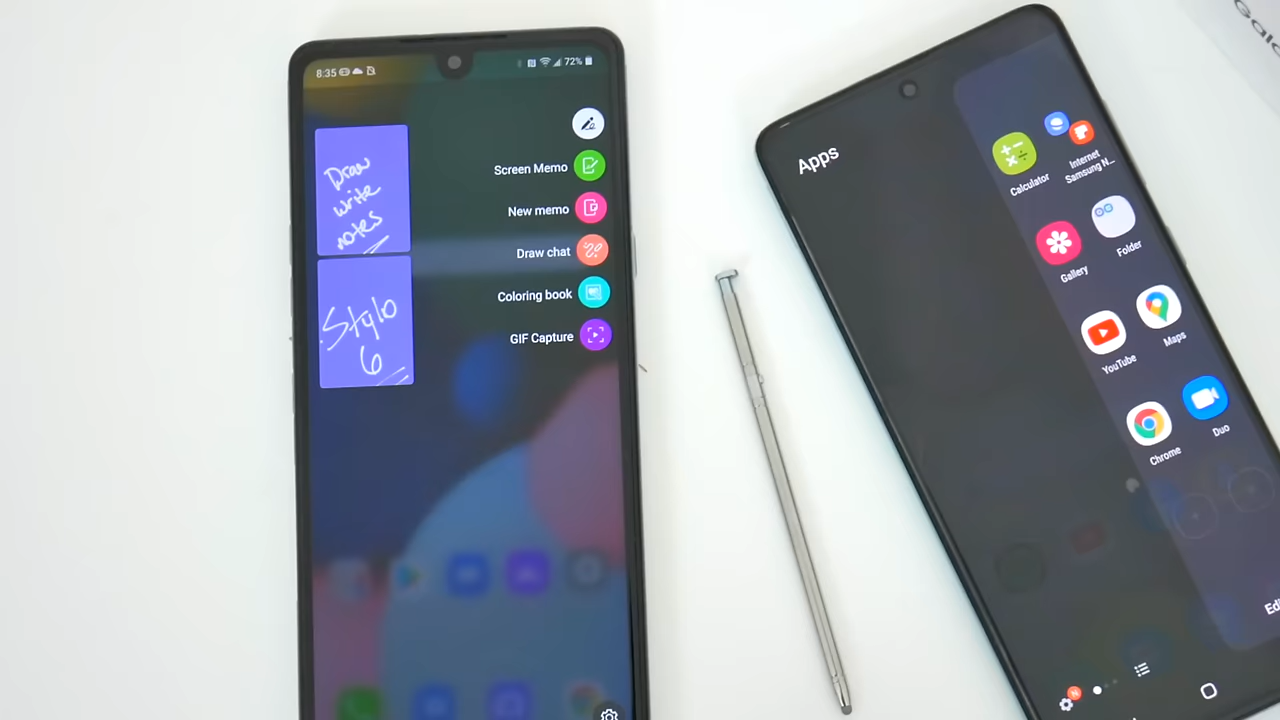 8:35
72%
Draw
write
notes
Stylo
6
Screen Memo
New memo
Draw chat
Coloring book
GIF Capture
Apps
Calculator
Internet
Samsung N...
Gallery
Folder
YouTube
Maps
Chrome
Duo
N